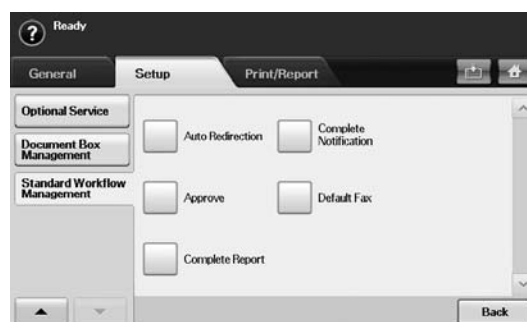 ?
Ready
General
Setup
Print/Report
Optional Service
Document Box
Management
Standard Workflow
Management
Auto Redirection
Complete
Notification
Approve
Default Fax
Complete Report
Back